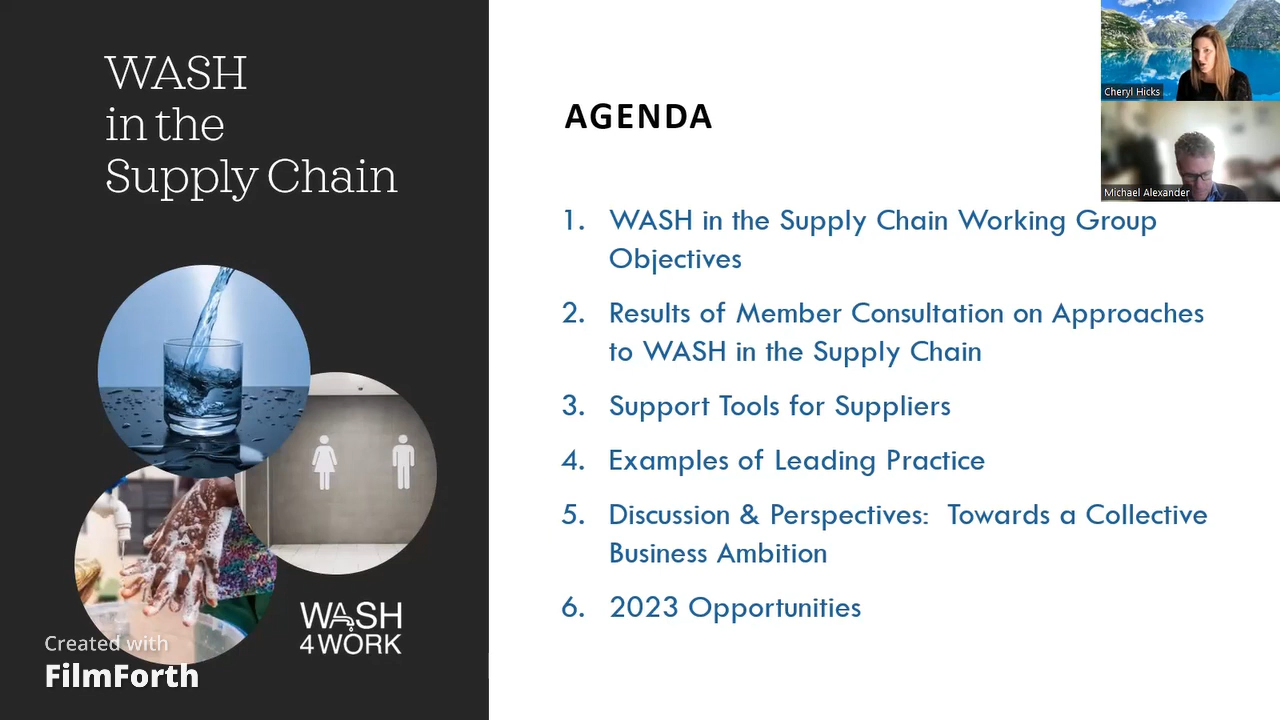 WASH
in the
Supply Chain
AGENDA
1. WASH in the Supply Chain Working Group
Objectives
2. Results of Member Consultation on Approaches
to WASH in the Supply Chain
3. Support Tools for Suppliers
4. Examples of Leading Practice
5. Discussion & Perspectives: Towards a Collective
Business Ambition
6. 2023 Opportunities
Cheryl Hicks
Michael Alexander
WASH
4WORK
Created with
FilmForth